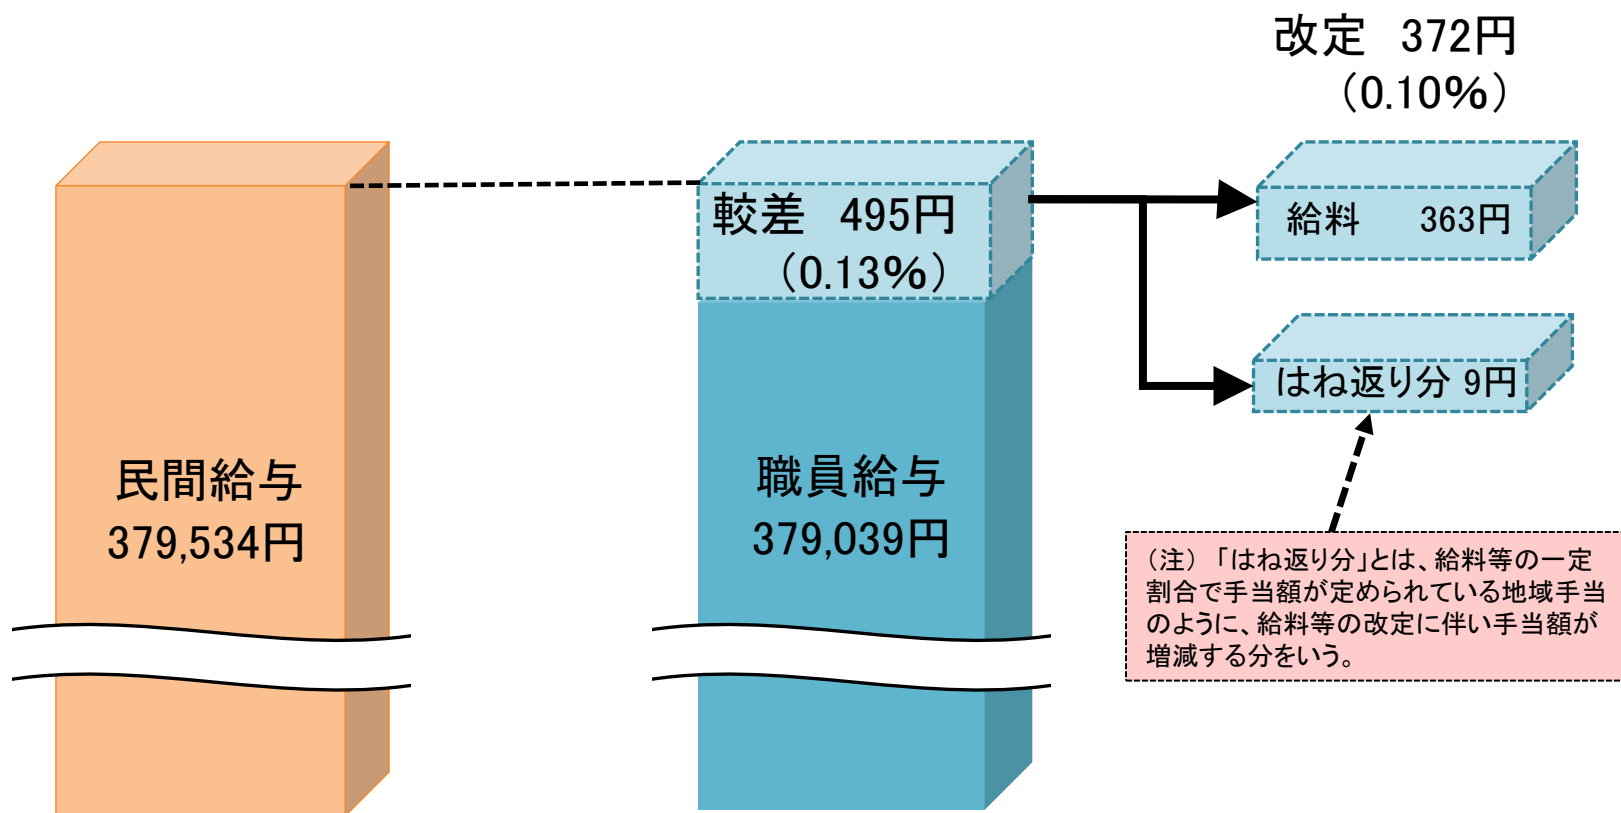 改定 372円
（0.10％）
較差 495円
（0.13％）
給料 363円
はね返り分 9円
民間給与
379,534円
職員給与
379,039円
（注）「はね返り分」とは、給料等の一定
割合で手当額が定められている地域手当
のように、給料等の改定に伴い手当額が
増減する分をいう。